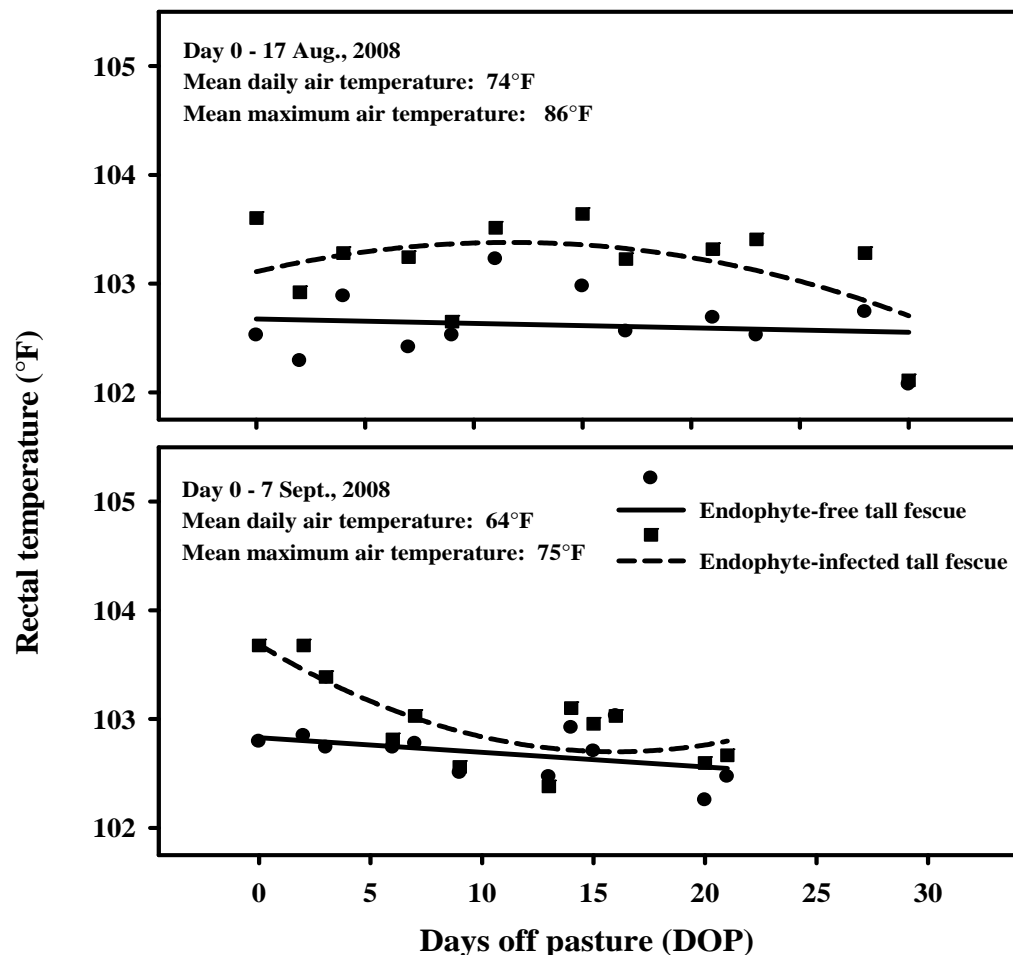 Day 0 - 17 Aug., 2008
Mean daily air temperature: 74°F
Mean maximum air temperature: 86°F
105
104
103
102
Rectal temperature (°F)
Day 0 - 7 Sept., 2008
Mean daily air temperature: 64°F
Mean maximum air temperature: 75°F
Endophyte-free tall fescue
Endophyte-infected tall fescue
105
104
103
102
0 5 10 15 20 25 30
Days off pasture (DOP)